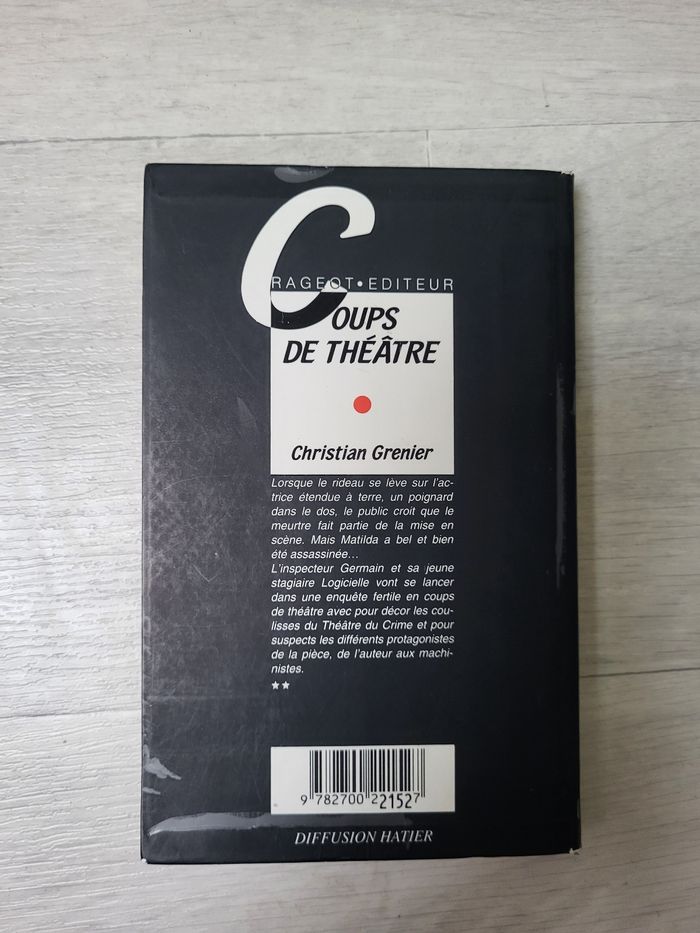 RAGEOT•EDITEUR
COUPS
DE THÉÂTRE
Christian Grenier
Lorsque le rideau se lève sur l'ac-
trice étendue à terre, un poignard
dans le dos, le public croit que le
meurtre fait partie de la mise en
scène. Mais Matilda a bel et bien
été assassinée...
L'inspecteur Germain et sa jeune
stagiaire Logicielle vont se lancer
dans une enquête fertile en coups
de théâtre avec pour décor les cou-
lisses du Théâtre du Crime et pour
suspects les différents protagonistes
de la pièce, de l'auteur aux machi-
nistes.
★★
9 782700 221527
DIFFUSION HATIER